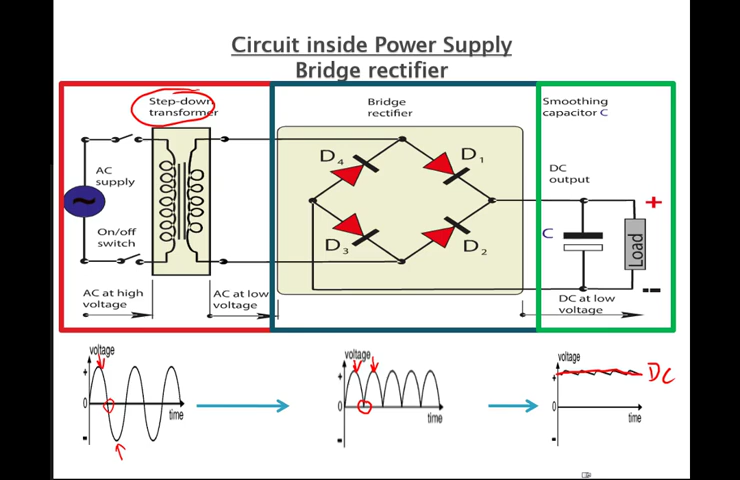 Circuit inside Power Supply
Bridge rectifier
Step-down
transformer
Bridge
rectifier
Smoothing
capacitor C
AC
supply
On/off
switch
D4
D1
D3
D2
DC
output
C
+
Load
--
AC at high
voltage
AC at low
voltage
DC at low
voltage
voltage
+
0
-
time
voltage
+
0
-
time
voltage
+
0
-
time
DC